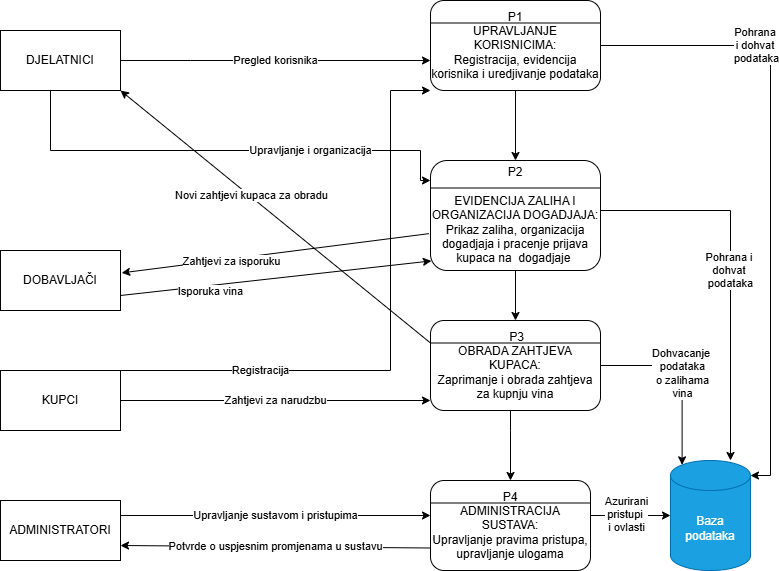 P1
UPRAVLJANJE
KORISNICIMA:
Registracija, evidencija
korisnika i uredjivanje podataka
Pohrana
i dohvat
podataka
DJELATNICI
Pregled korisnika
Upravljanje i organizacija
Novi zahtjevi kupaca za obradu
P2
EVIDENCIJA ZALIHA I
ORGANIZACIJA DOGADJAJA:
Prikaz zaliha, organizacija
dogadjaja i pracenje prijava
kupaca na dogadjaje
Pohrana i
dohvat
podataka
DOBAVLJAČI
Zahtjevi za isporuku
Isporuka vina
P3
OBRADA ZAHTJEVA
KUPACA:
Zaprimanje i obrada zahtjeva
za kupnju vina
Dohvacanje
podataka
o zalihama
vina
KUPCI
Registracija
Zahtjevi za narudzbu
P4
ADMINISTRACIJA
SUSTAVA:
Upravljanje pravima pristupa,
upravljanje ulogama
ADMINISTRATORI
Upravljanje sustavom i pristupima
Potvrde o uspjesnim promjenama u sustavu
Azurirani
pristupi
i ovlasti
Baza
podataka